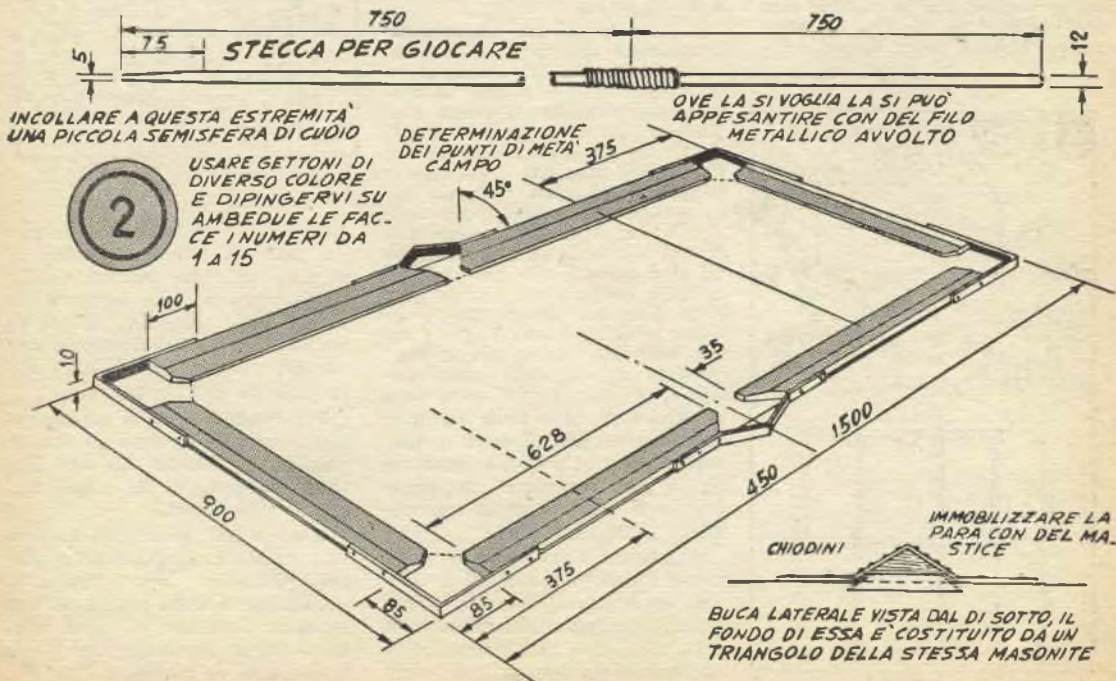 750
750
75
STECCA PER GIOCARE
5
12
INCOLLARE A QUESTA ESTREMITÀ
UNA PICCOLA SEMISFERA DI CUOIO
OVE LA SI VOGLIA LA SI PUÒ
APPESANTIRE CON DEL FILO
METALLICO AVVOLTO
DETERMINAZIONE
DEI PUNTI DI METÀ
CAMPO
375
45°
2
USARE GETTONI DI
DIVERSO COLORE
E DIPINGERVI SU
AMBEDUE LE FAC-
CE I NUMERI DA
1 A 15
100
10
35
628
1500
450
900
375
85
85
CHIODINI
IMMOBILIZZARE LA
PARA CON DEL MA-
STICE
BUCA LATERALE VISTA DAL DI SOTTO, IL
FONDO DI ESSA E' COSTITUITO DA UN
TRIANGOLO DELLA STESSA MASONITE